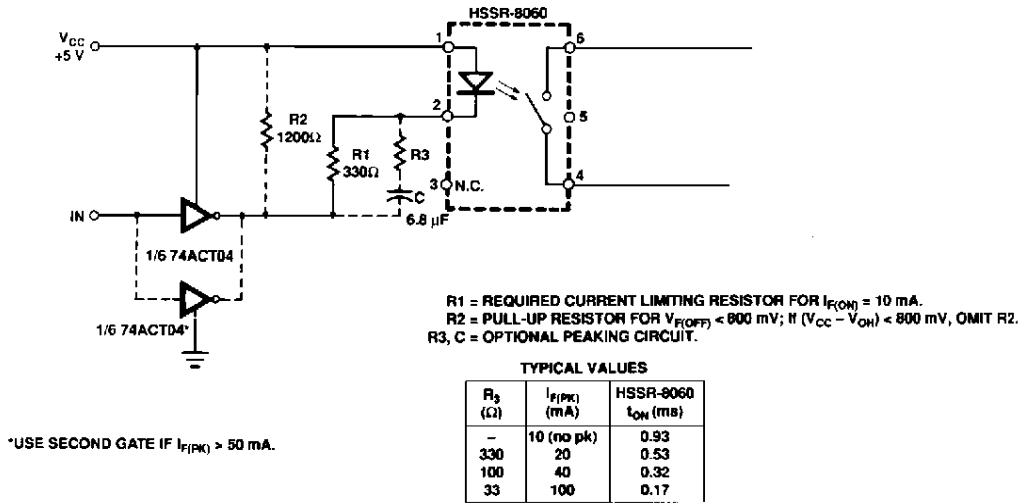 HSSR-8060
VCC
+5 V
1
6
2
5
R2
1200Ω
R1
330Ω
R3
3 N.C.
4
C
6.8 µF
IN
1/6 74ACT04
1/6 74ACT04*
R1 = REQUIRED CURRENT LIMITING RESISTOR FOR IF(ON) = 10 mA.
R2 = PULL-UP RESISTOR FOR VF(OFF) < 800 mV; If (VCC – VOH) < 800 mV, OMIT R2.
R3, C = OPTIONAL PEAKING CIRCUIT.
TYPICAL VALUES
R3 (Ω) IF(PK) (mA) HSSR-8060 tON (ms)
– 10 (no pk) 0.93
330 20 0.53
100 40 0.32
33 100 0.17
*USE SECOND GATE IF IF(PK) > 50 mA.